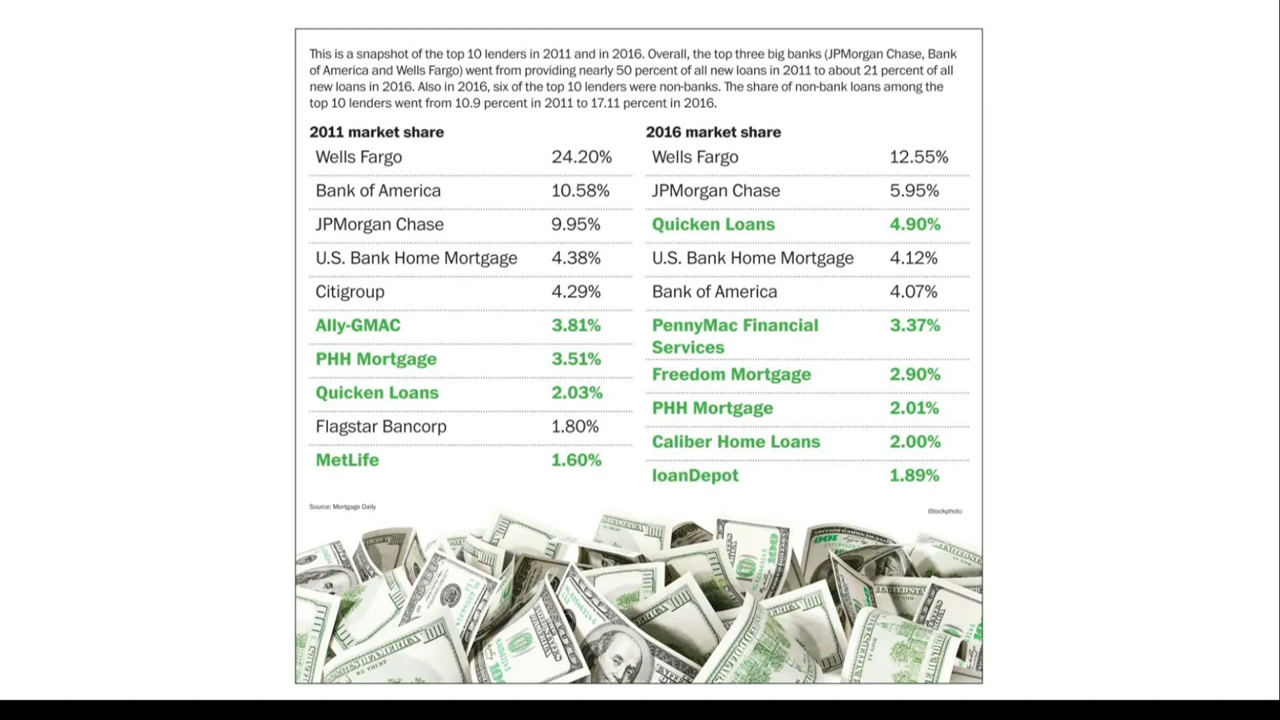 This is a snapshot of the top 10 lenders in 2011 and in 2016. Overall, the top three big banks (JPMorgan Chase, Bank
of America and Wells Fargo) went from providing nearly 50 percent of all new loans in 2011 to about 21 percent of all
new loans in 2016. Also in 2016, six of the top 10 lenders were non-banks. The share of non-bank loans among the
top 10 lenders went from 10.9 percent in 2011 to 17.11 percent in 2016.
2011 market share
Wells Fargo 24.20%
Bank of America 10.58%
JPMorgan Chase 9.95%
U.S. Bank Home Mortgage 4.38%
Citigroup 4.29%
Ally-GMAC 3.81%
PHH Mortgage 3.51%
Quicken Loans 2.03%
Flagstar Bancorp 1.80%
MetLife 1.60%
2016 market share
Wells Fargo 12.55%
JPMorgan Chase 5.95%
Quicken Loans 4.90%
U.S. Bank Home Mortgage 4.12%
Bank of America 4.07%
PennyMac Financial 3.37%
Services
Freedom Mortgage 2.90%
PHH Mortgage 2.01%
Caliber Home Loans 2.00%
loanDepot 1.89%
Source: Mortgage Daily
iStockphoto